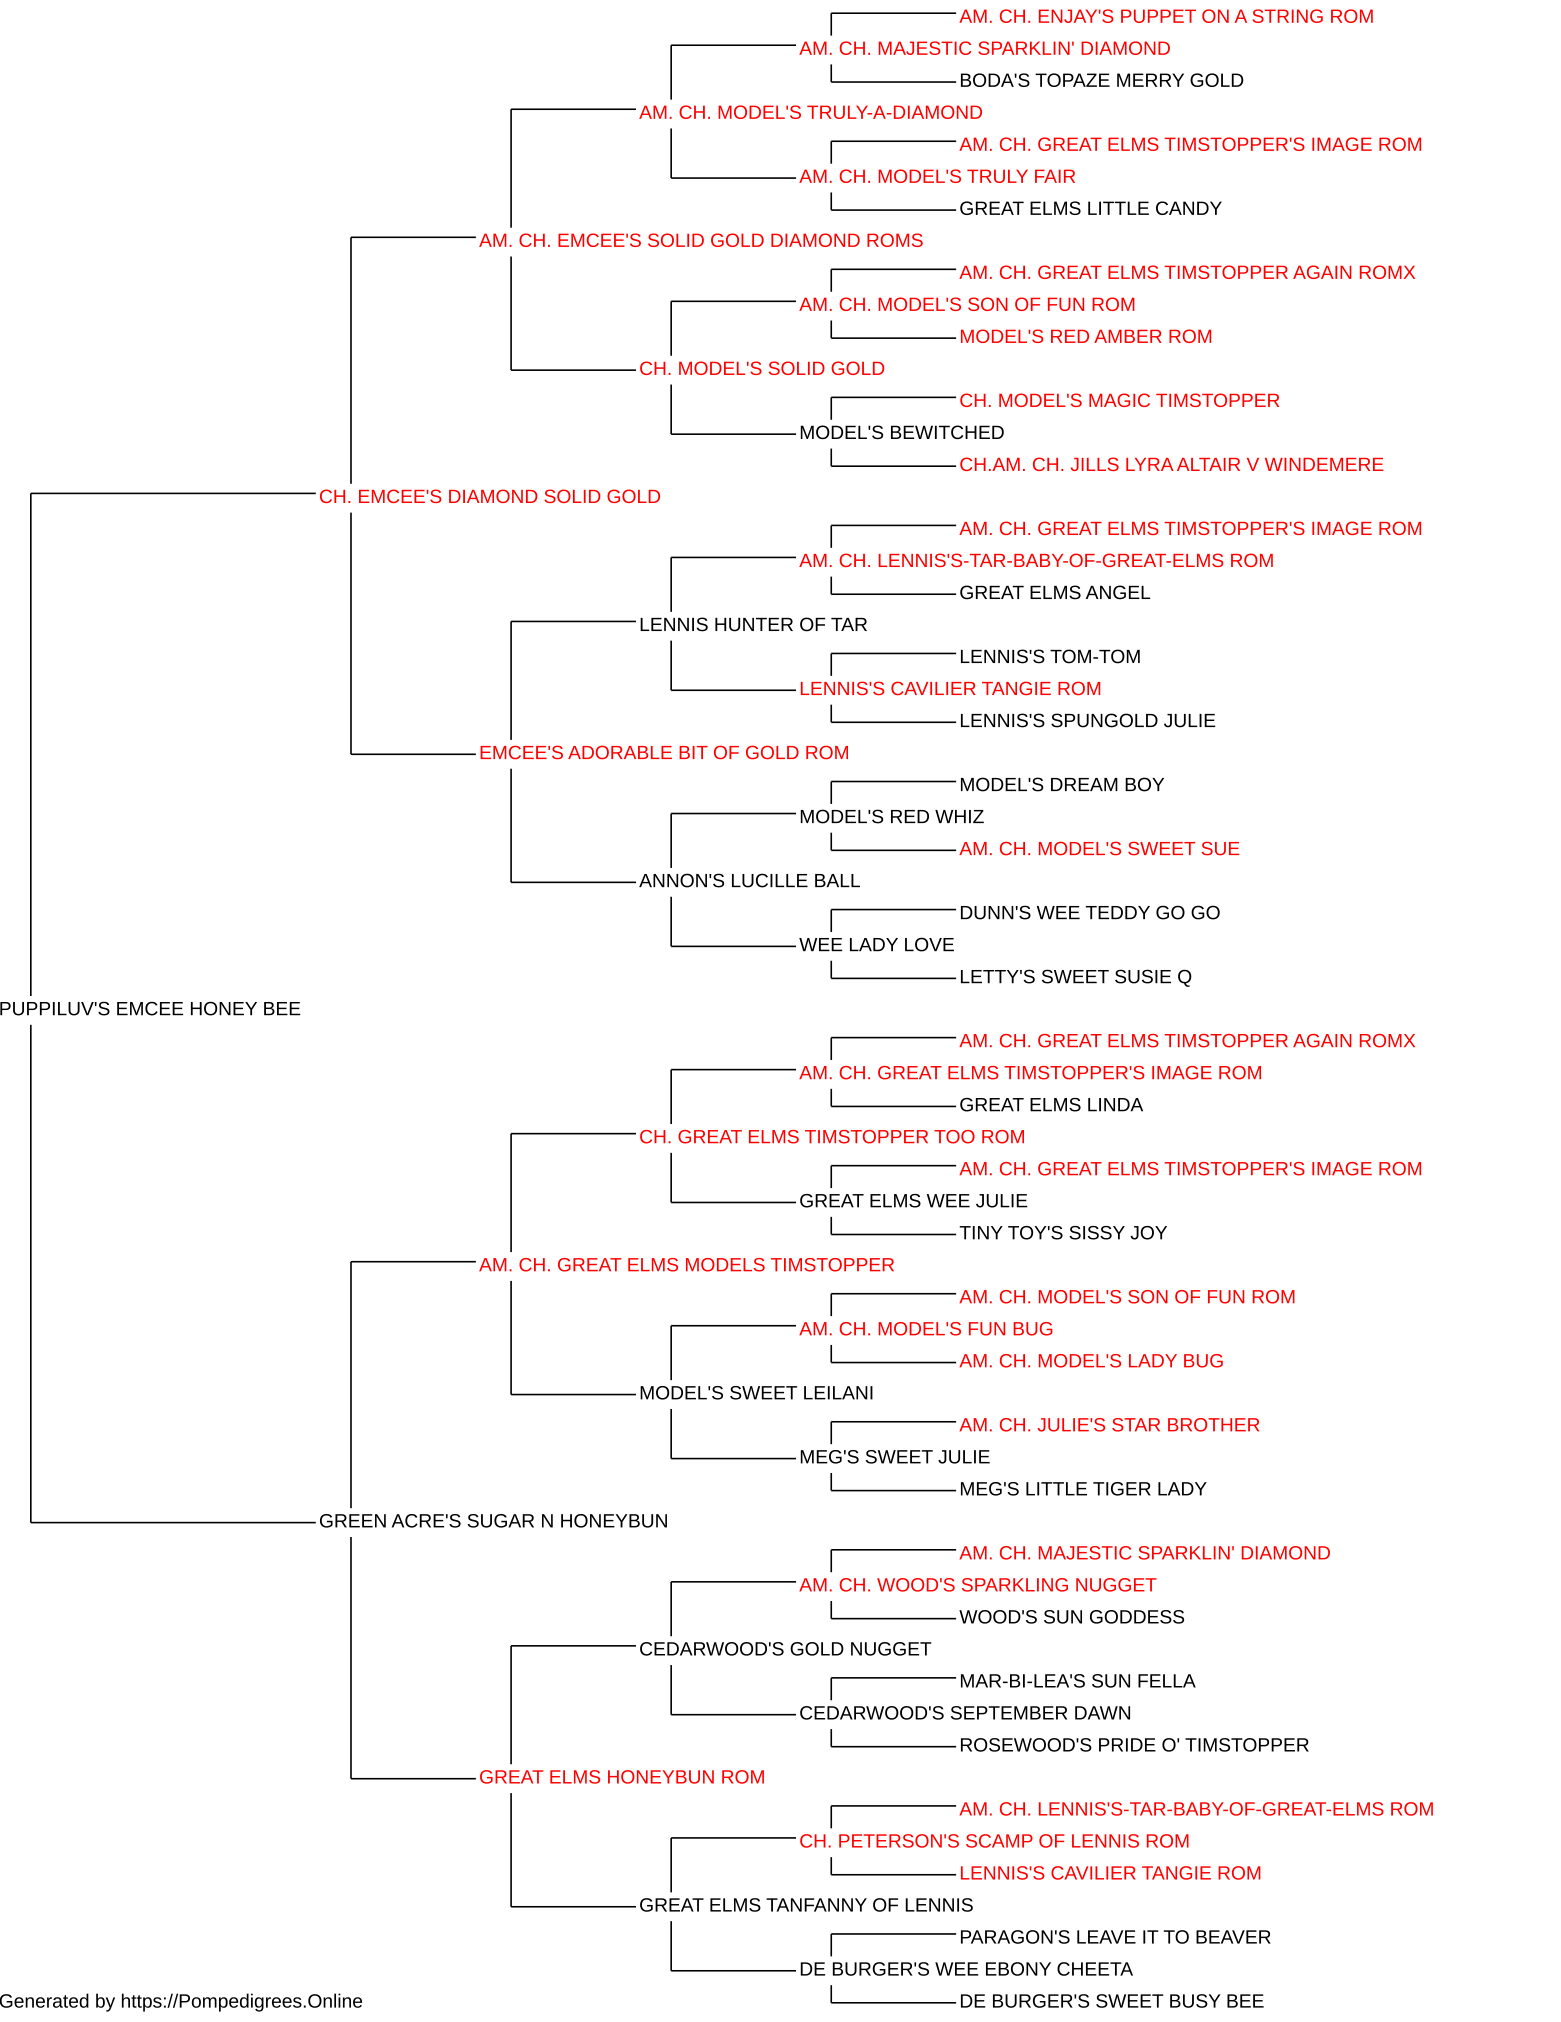 AM. CH. ENJAY'S PUPPET ON A STRING ROM
AM. CH. MAJESTIC SPARKLIN' DIAMOND
BODA'S TOPAZE MERRY GOLD
AM. CH. MODEL'S TRULY-A-DIAMOND
AM. CH. GREAT ELMS TIMSTOPPER'S IMAGE ROM
AM. CH. MODEL'S TRULY FAIR
GREAT ELMS LITTLE CANDY
AM. CH. EMCEE'S SOLID GOLD DIAMOND ROMS
AM. CH. GREAT ELMS TIMSTOPPER AGAIN ROMX
AM. CH. MODEL'S SON OF FUN ROM
MODEL'S RED AMBER ROM
CH. MODEL'S SOLID GOLD
CH. MODEL'S MAGIC TIMSTOPPER
MODEL'S BEWITCHED
CH.AM. CH. JILLS LYRA ALTAIR V WINDEMERE
CH. EMCEE'S DIAMOND SOLID GOLD
AM. CH. GREAT ELMS TIMSTOPPER'S IMAGE ROM
AM. CH. LENNIS'S-TAR-BABY-OF-GREAT-ELMS ROM
GREAT ELMS ANGEL
LENNIS HUNTER OF TAR
LENNIS'S TOM-TOM
LENNIS'S CAVILIER TANGIE ROM
LENNIS'S SPUNGOLD JULIE
EMCEE'S ADORABLE BIT OF GOLD ROM
MODEL'S DREAM BOY
MODEL'S RED WHIZ
AM. CH. MODEL'S SWEET SUE
ANNON'S LUCILLE BALL
DUNN'S WEE TEDDY GO GO
WEE LADY LOVE
LETTY'S SWEET SUSIE Q
PUPPILUV'S EMCEE HONEY BEE
AM. CH. GREAT ELMS TIMSTOPPER AGAIN ROMX
AM. CH. GREAT ELMS TIMSTOPPER'S IMAGE ROM
GREAT ELMS LINDA
CH. GREAT ELMS TIMSTOPPER TOO ROM
AM. CH. GREAT ELMS TIMSTOPPER'S IMAGE ROM
GREAT ELMS WEE JULIE
TINY TOY'S SISSY JOY
AM. CH. GREAT ELMS MODELS TIMSTOPPER
AM. CH. MODEL'S SON OF FUN ROM
AM. CH. MODEL'S FUN BUG
AM. CH. MODEL'S LADY BUG
MODEL'S SWEET LEILANI
AM. CH. JULIE'S STAR BROTHER
MEG'S SWEET JULIE
MEG'S LITTLE TIGER LADY
GREEN ACRE'S SUGAR N HONEYBUN
AM. CH. MAJESTIC SPARKLIN' DIAMOND
AM. CH. WOOD'S SPARKLING NUGGET
WOOD'S SUN GODDESS
CEDARWOOD'S GOLD NUGGET
MAR-BI-LEA'S SUN FELLA
CEDARWOOD'S SEPTEMBER DAWN
ROSEWOOD'S PRIDE O' TIMSTOPPER
GREAT ELMS HONEYBUN ROM
AM. CH. LENNIS'S-TAR-BABY-OF-GREAT-ELMS ROM
CH. PETERSON'S SCAMP OF LENNIS ROM
LENNIS'S CAVILIER TANGIE ROM
GREAT ELMS TANFANNY OF LENNIS
PARAGON'S LEAVE IT TO BEAVER
DE BURGER'S WEE EBONY CHEETA
DE BURGER'S SWEET BUSY BEE
Generated by https://Pompedigrees.Online